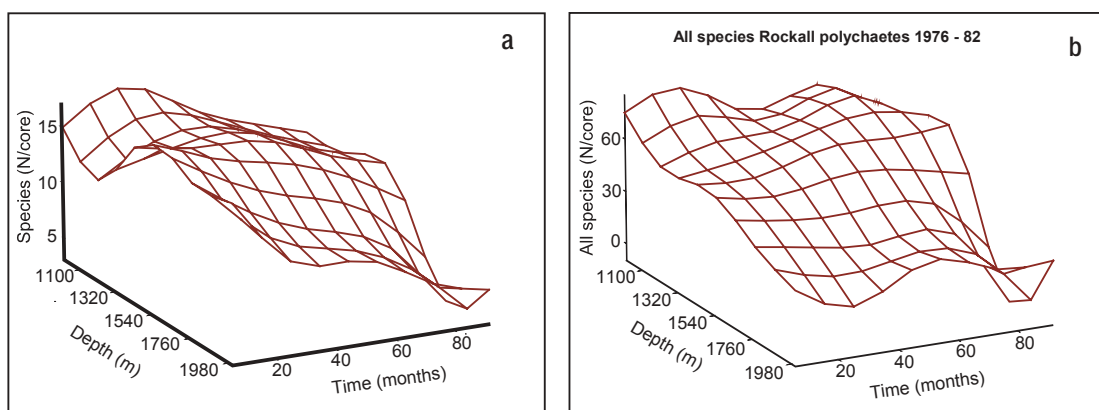 a
Species (N/core)
15
10
5
1100
1320
1540
1760
1980
Depth (m)
20
40
60
80
Time (months)
All species Rockall polychaetes 1976 - 82
b
All species (N/core)
60
30
0
1100
1320
1540
1760
1980
Depth (m)
20
40
60
80
Time (months)